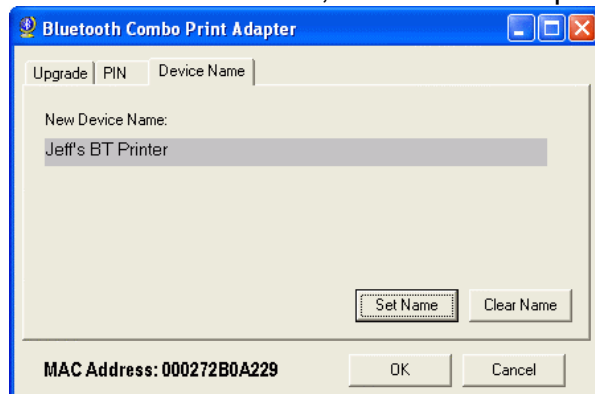 Bluetooth Combo Print Adapter
Upgrade PIN Device Name
New Device Name:
Jeff's BT Printer
Set Name Clear Name
MAC Address: 000272B0A229 OK Cancel